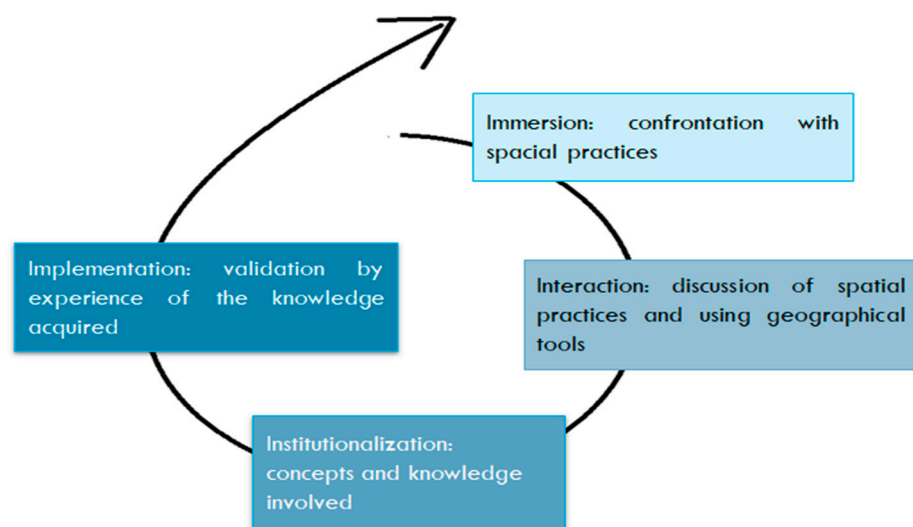 Immersion: confrontation with
spacial practices
Interaction: discussion of spatial
practices and using geographical
tools
Institutionalization:
concepts and knowledge
involved
Implementation: validation by
experience of the knowledge
acquired